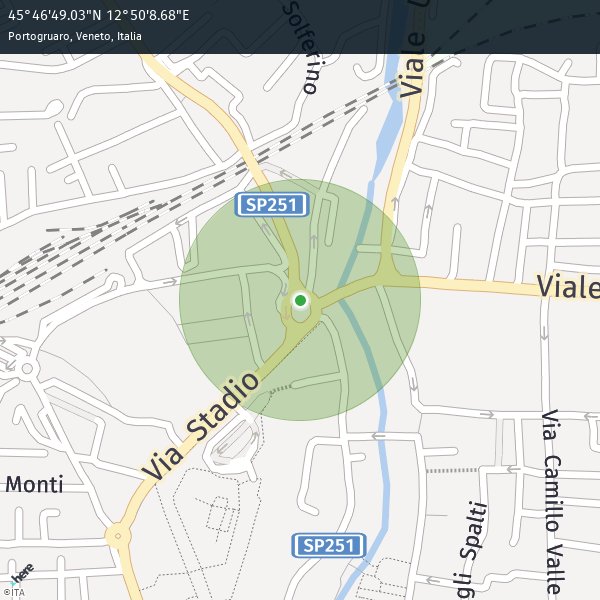 45°46'49.03"N 12°50'8.68"E
Portogruaro, Veneto, Italia
Solferino
Viale
SP251
Viale
Via Stadio
Via Camillo Valle
Monti
gli Spalti
SP251
here
©ITA